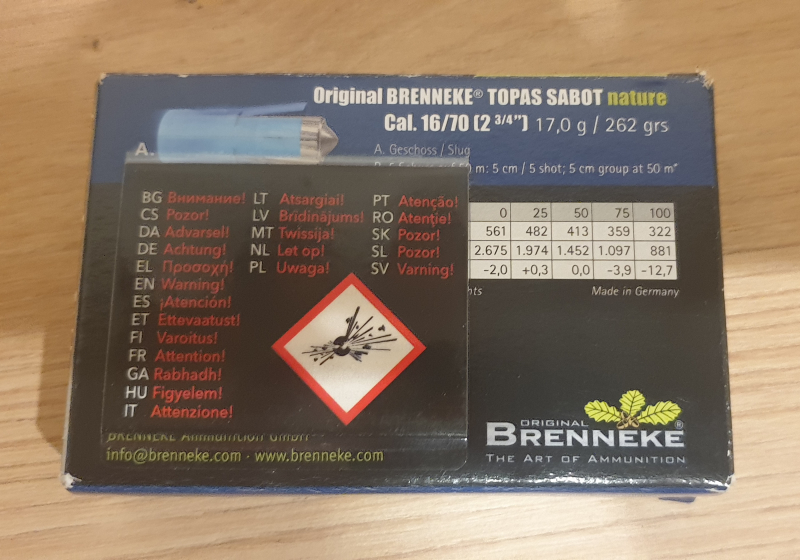 Original BRENNEKE® TOPAS SABOT nature
Cal. 16/70 (2 3/4") 17,0 g / 262 grs
A.
A. Geschoss / Slug
m: 5 cm / 5 shot; 5 cm group at 50 m"
BG Внимание!
CS Pozor!
DA Advarsel!
DE Achtung!
EL Προσοχή!
EN Warning!
ES ¡Atención!
ET Ettevaatust!
FI Varoitus!
FR Attention!
GA Rabhadh!
HU Figyelem!
IT Attenzione!
LT Atsargiai!
LV Brīdinājums!
MT Twissija!
NL Let op!
PL Uwaga!
PT Atenção!
RO Atenţie!
SK Pozor!
SL Pozor!
SV Varning!
0 25 50 75 100
561 482 413 359 322
2.675 1.974 1.452 1.097 881
-2,0 +0,3 0,0 -3,9 -12,7
Made in Germany
ORIGINAL
BRENNEKE®
THE ART OF AMMUNITION
BRENNEKE Ammunition GmbH
info@brenneke.com · www.brenneke.com